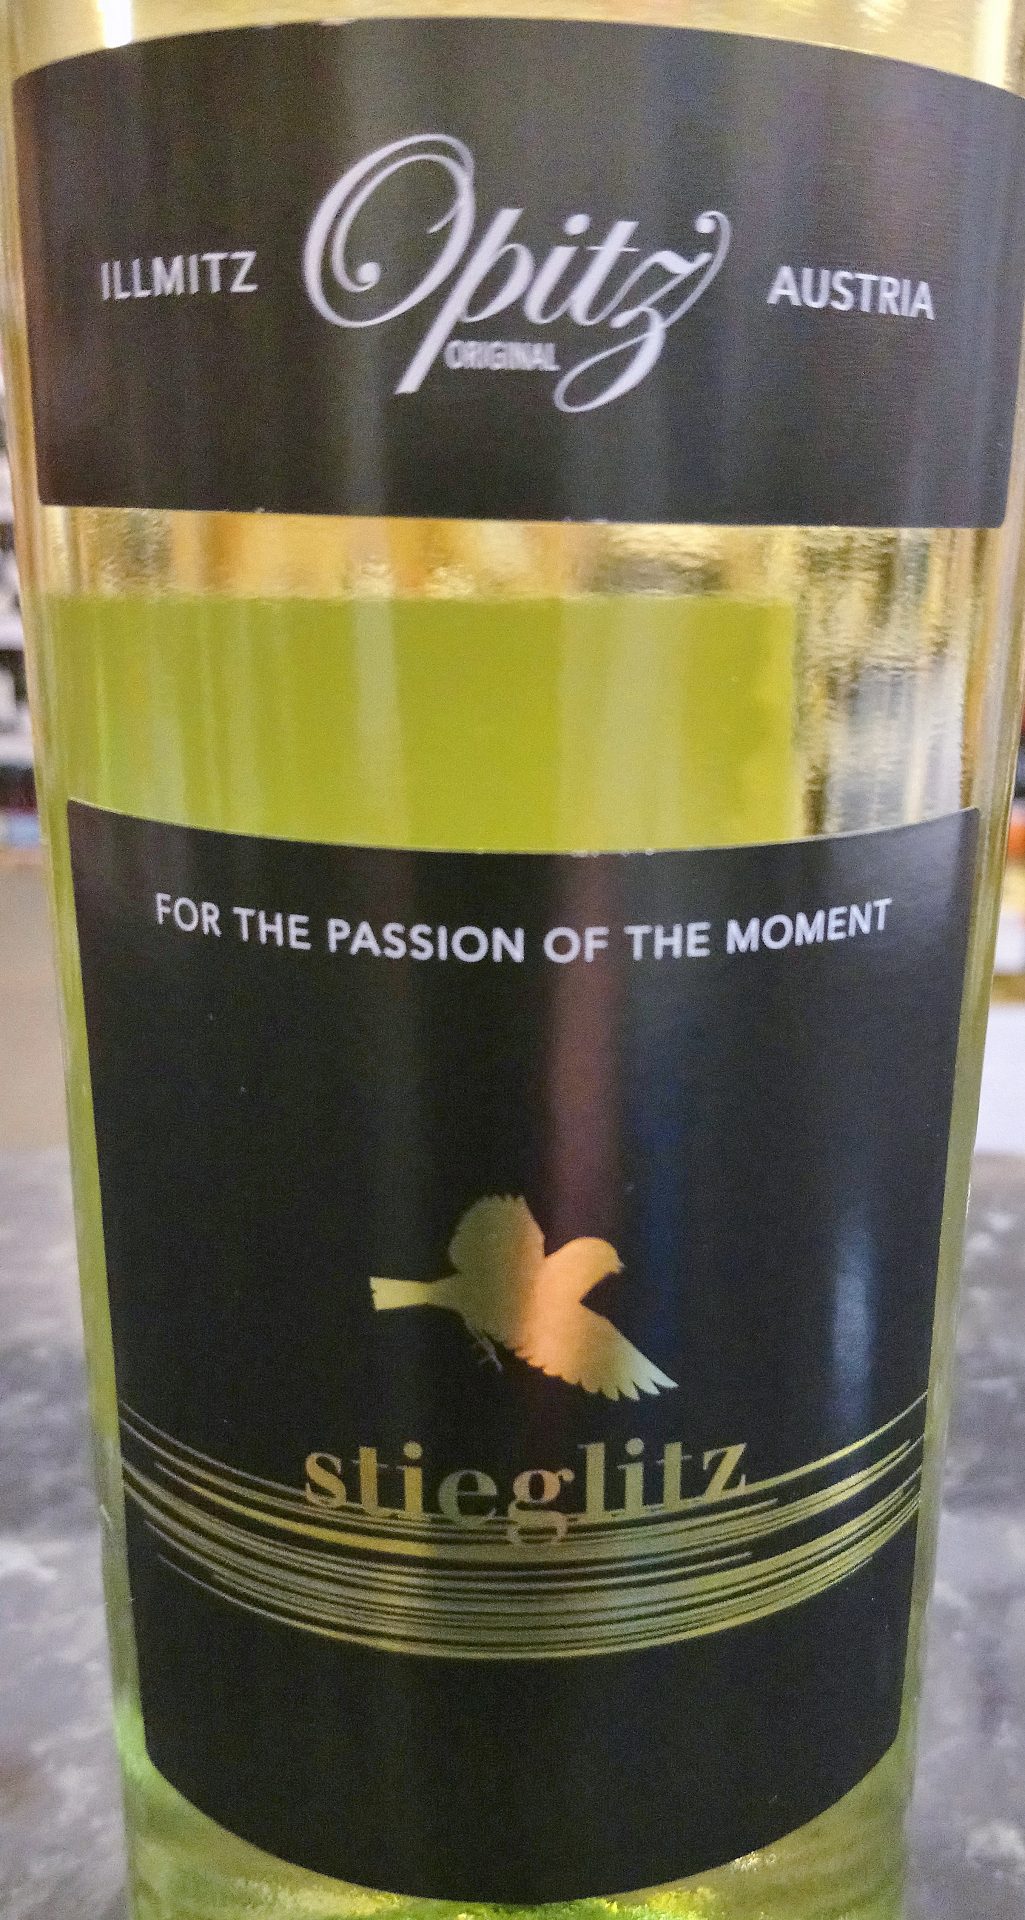 ILLMITZ Opitz AUSTRIA
ORIGINAL
FOR THE PASSION OF THE MOMENT
stieglitz